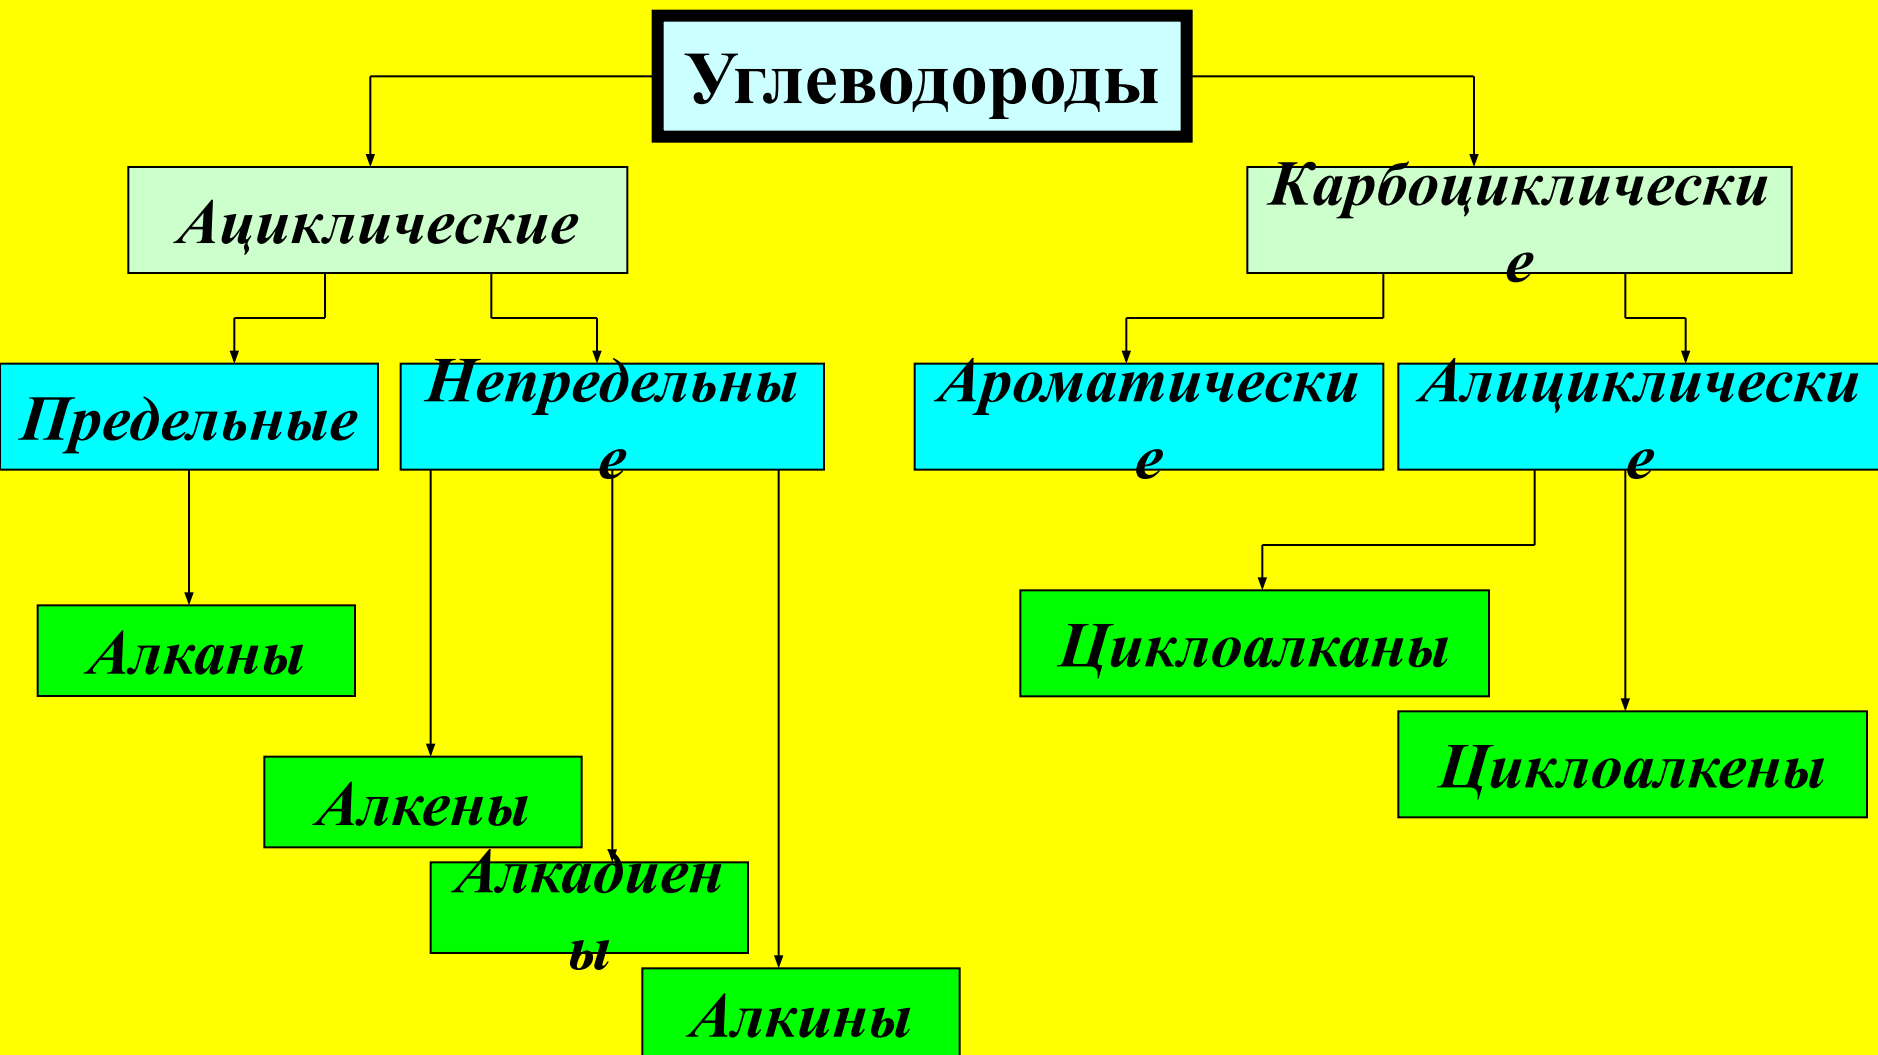 Углеводороды
Ациклические
Карбоциклически
е
Предельные
Непредельны
е
Ароматически
е
Алициклически
е
Алканы
Циклоалканы
Циклоалкены
Алкены
Алкадиен
ы
Алкины